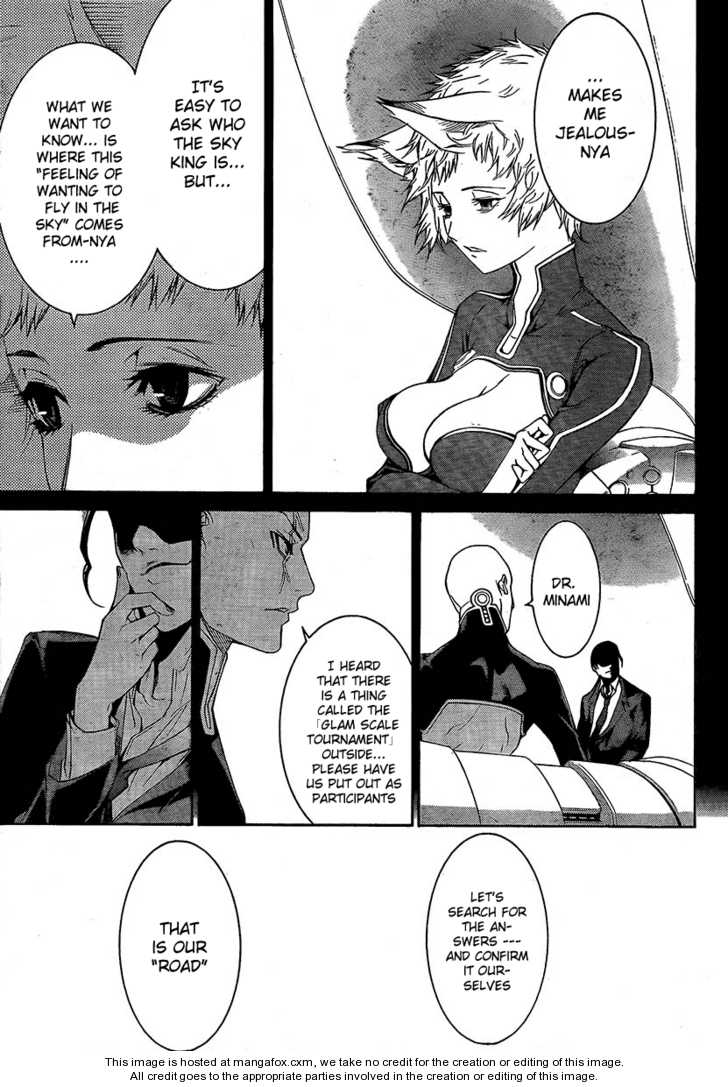 ...
MAKES
ME
JEALOUS-
NYA
IT'S
EASY TO
ASK WHO
THE SKY
KING IS...
BUT...
WHAT WE
WANT TO
KNOW... IS
WHERE THIS
"FEELING OF
WANTING TO
FLY IN THE
SKY" COMES
FROM-NYA
....
DR.
MINAMI
I HEARD
THAT THERE
IS A THING
CALLED THE
「GLAM SCALE
TOURNAMENT」
OUTSIDE...
PLEASE HAVE
US PUT OUT AS
PARTICIPANTS
LET'S
SEARCH FOR
THE AN-
SWERS ---
AND CONFIRM
IT OUR-
SELVES
THAT
IS OUR
"ROAD"
This image is hosted at mangafox.cxm, we take no credit for the creation or editing of this image.
All credit goes to the appropriate parties involved in the creation or editing of this image.